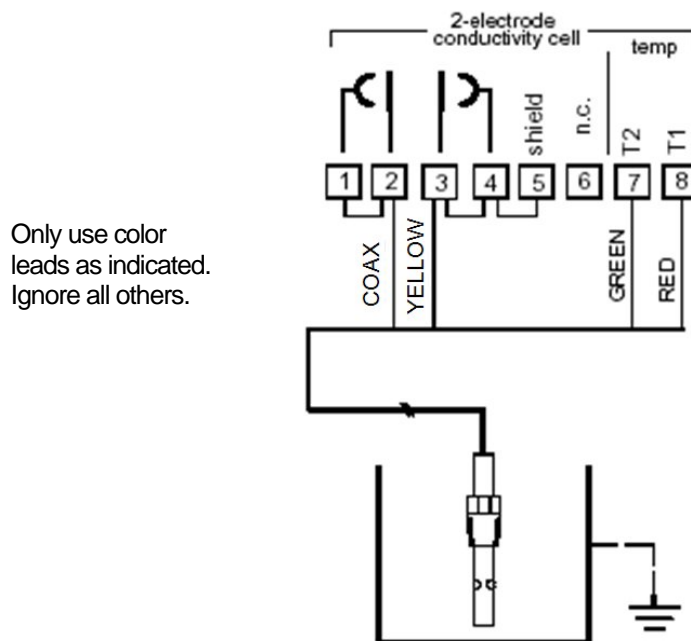 2-electrode
conductivity cell
temp
shield
n.c.
T2
T1
1 2 3 4 5 6 7 8
Only use color
leads as indicated.
Ignore all others.
COAX
YELLOW
GREEN
RED